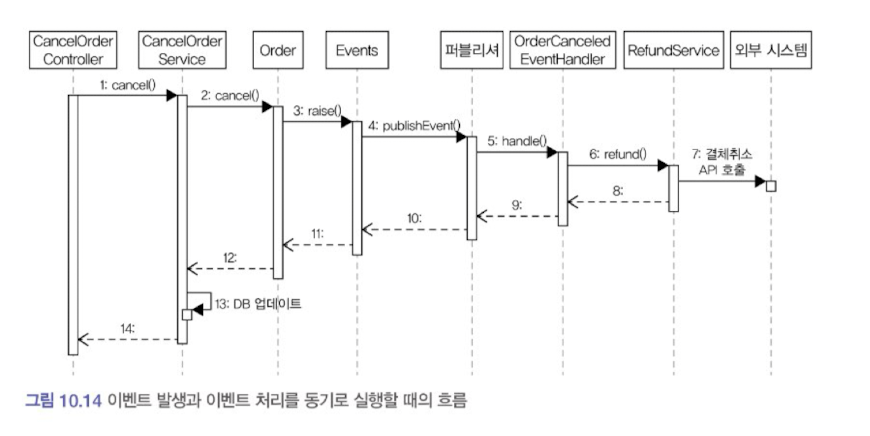 CancelOrder
Controller
CancelOrder
Service
Order
Events
퍼블리셔
OrderCanceled
EventHandler
RefundService
외부 시스템
1: cancel()
2: cancel()
3: raise()
4: publishEvent()
5: handle()
6: refund()
7: 결체취소
API 호출
8:
9:
10:
11:
12:
13: DB 업데이트
14:
그림 10.14 이벤트 발생과 이벤트 처리를 동기로 실행할 때의 흐름